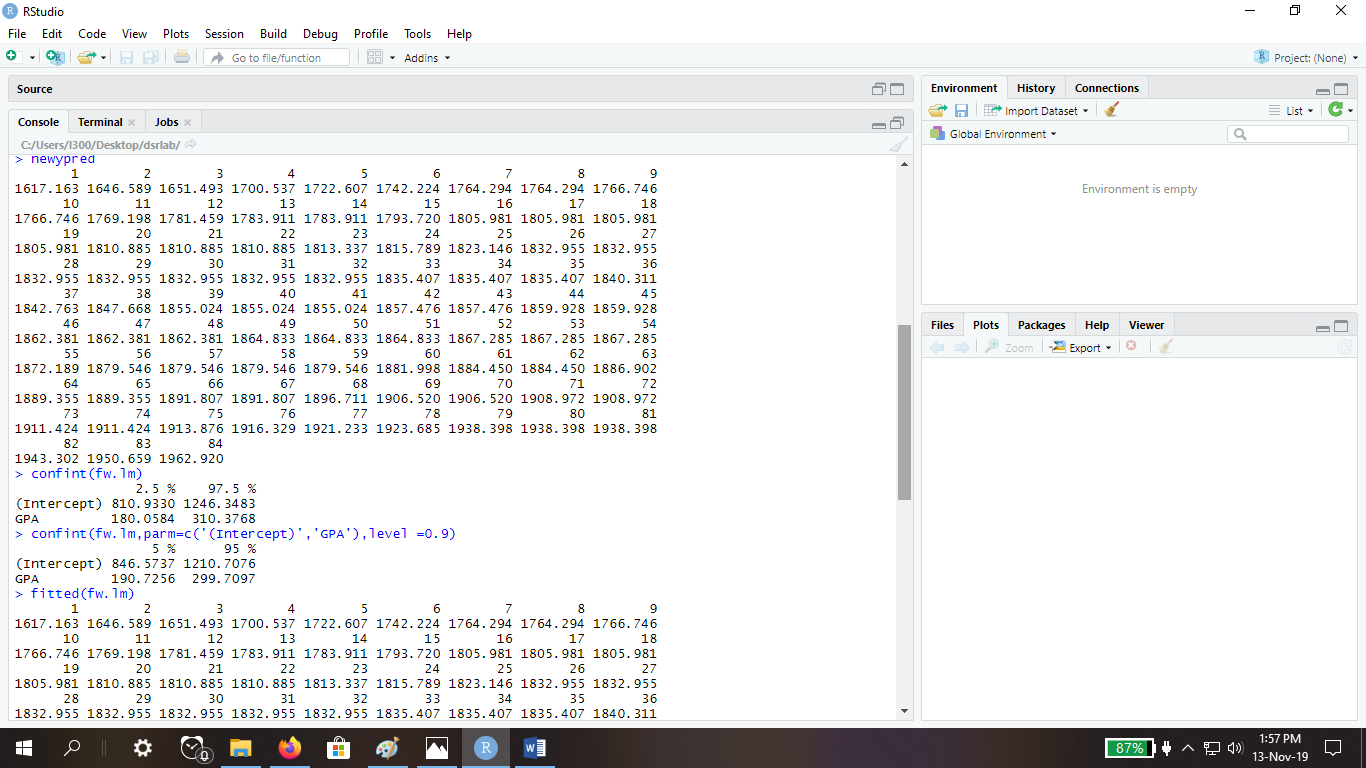 RStudio
File Edit Code View Plots Session Build Debug Profile Tools Help
Go to file/function Addins Project: (None)
Source
Console Terminal Jobs
C:/Users/I300/Desktop/dsrlab/
> newypred
1 2 3 4 5 6 7 8 9
1617.163 1646.589 1651.493 1700.537 1722.607 1742.224 1764.294 1764.294 1766.746
10 11 12 13 14 15 16 17 18
1766.746 1769.198 1781.459 1783.911 1783.911 1793.720 1805.981 1805.981 1805.981
19 20 21 22 23 24 25 26 27
1805.981 1810.885 1810.885 1810.885 1813.337 1815.789 1823.146 1832.955 1832.955
28 29 30 31 32 33 34 35 36
1832.955 1832.955 1832.955 1832.955 1832.955 1835.407 1835.407 1835.407 1840.311
37 38 39 40 41 42 43 44 45
1842.763 1847.668 1855.024 1855.024 1855.024 1857.476 1857.476 1859.928 1859.928
46 47 48 49 50 51 52 53 54
1862.381 1862.381 1862.381 1864.833 1864.833 1864.833 1867.285 1867.285 1867.285
55 56 57 58 59 60 61 62 63
1872.189 1879.546 1879.546 1879.546 1879.546 1881.998 1884.450 1884.450 1886.902
64 65 66 67 68 69 70 71 72
1889.355 1889.355 1891.807 1891.807 1896.711 1906.520 1906.520 1908.972 1908.972
73 74 75 76 77 78 79 80 81
1911.424 1911.424 1913.876 1916.329 1921.233 1923.685 1938.398 1938.398 1938.398
82 83 84
1943.302 1950.659 1962.920
> confint(fw.lm)
2.5 % 97.5 %
(Intercept) 810.9330 1246.3483
GPA 180.0584 310.3768
> confint(fw.lm,parm=c('(Intercept)','GPA'),level =0.9)
5 % 95 %
(Intercept) 846.5737 1210.7076
GPA 190.7256 299.7097
> fitted(fw.lm)
1 2 3 4 5 6 7 8 9
1617.163 1646.589 1651.493 1700.537 1722.607 1742.224 1764.294 1764.294 1766.746
10 11 12 13 14 15 16 17 18
1766.746 1769.198 1781.459 1783.911 1783.911 1793.720 1805.981 1805.981 1805.981
19 20 21 22 23 24 25 26 27
1805.981 1810.885 1810.885 1810.885 1813.337 1815.789 1823.146 1832.955 1832.955
28 29 30 31 32 33 34 35 36
1832.955 1832.955 1832.955 1832.955 1832.955 1835.407 1835.407 1835.407 1840.311
Environment History Connections
Import Dataset List
Global Environment
Environment is empty
Files Plots Packages Help Viewer
Zoom Export
87% 1:57 PM
13-Nov-19